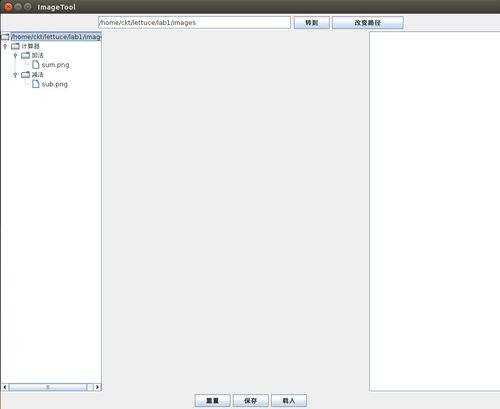 ImageTool
/home/ckt/lettuce/lab1/images
转到
改变路径
/home/ckt/lettuce/lab1/imag
计算器
加法
sum.png
减法
sub.png
重置
保存
载入